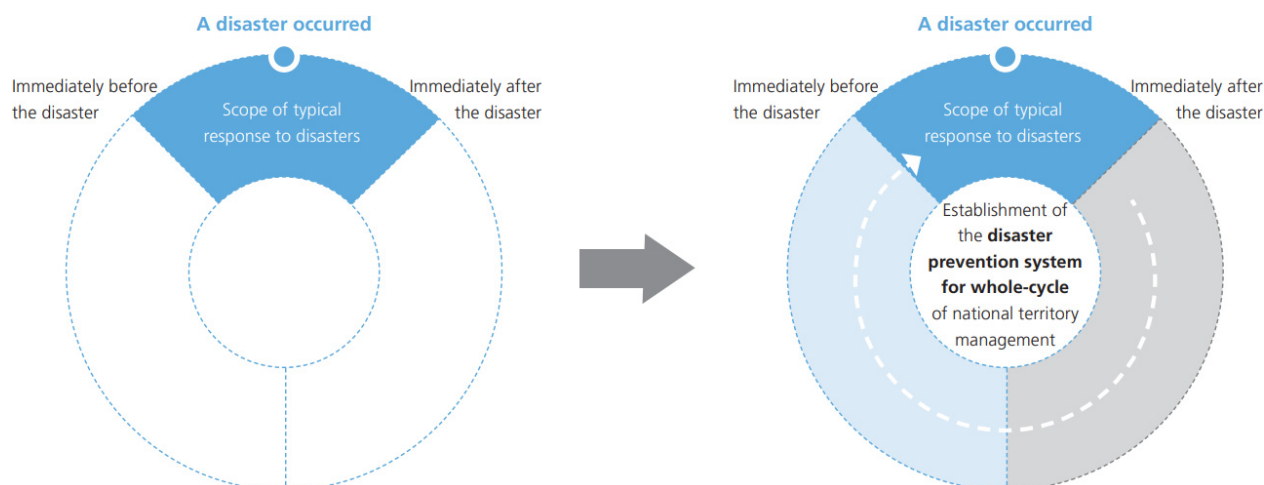 A disaster occurred
Immediately before
the disaster
Scope of typical
response to disasters
Immediately after
the disaster
A disaster occurred
Immediately before
the disaster
Scope of typical
response to disasters
Immediately after
the disaster
Establishment of
the disaster
prevention system
for whole-cycle
of national territory
management